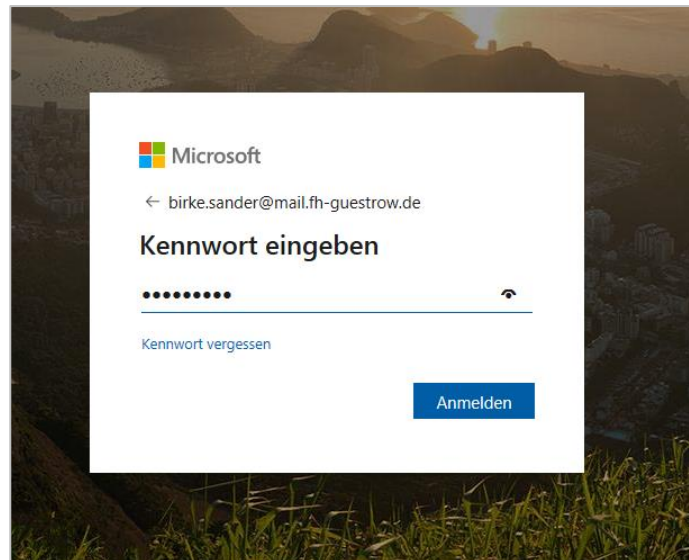 Microsoft
← birke.sander@mail.fh-guestrow.de
Kennwort eingeben
•••••••••
Kennwort vergessen
Anmelden